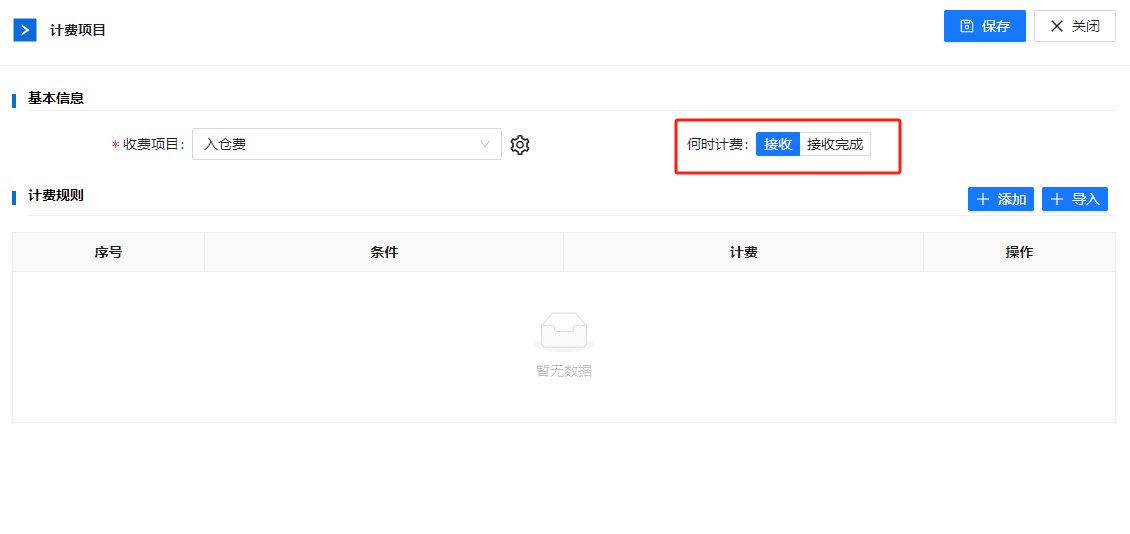 计费项目
保存
关闭
基本信息
*收费项目: 入仓费
何时计费: 接收 接收完成
计费规则
添加
导入
序号 条件 计费 操作
暂无数据